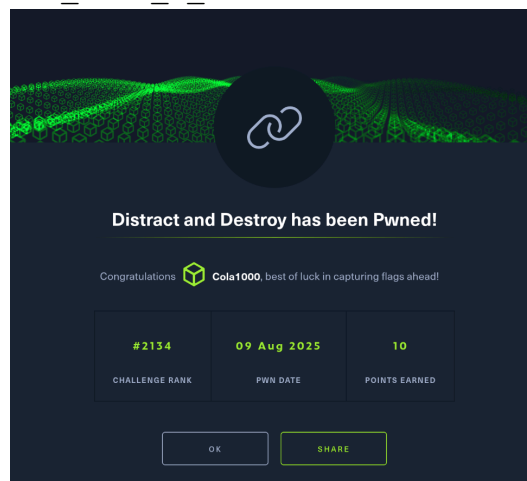 Distract and Destroy has been Pwned!
Congratulations Cola1000, best of luck in capturing flags ahead!
#2134 09 Aug 2025 10
CHALLENGE RANK PWN DATE POINTS EARNED
OK SHARE